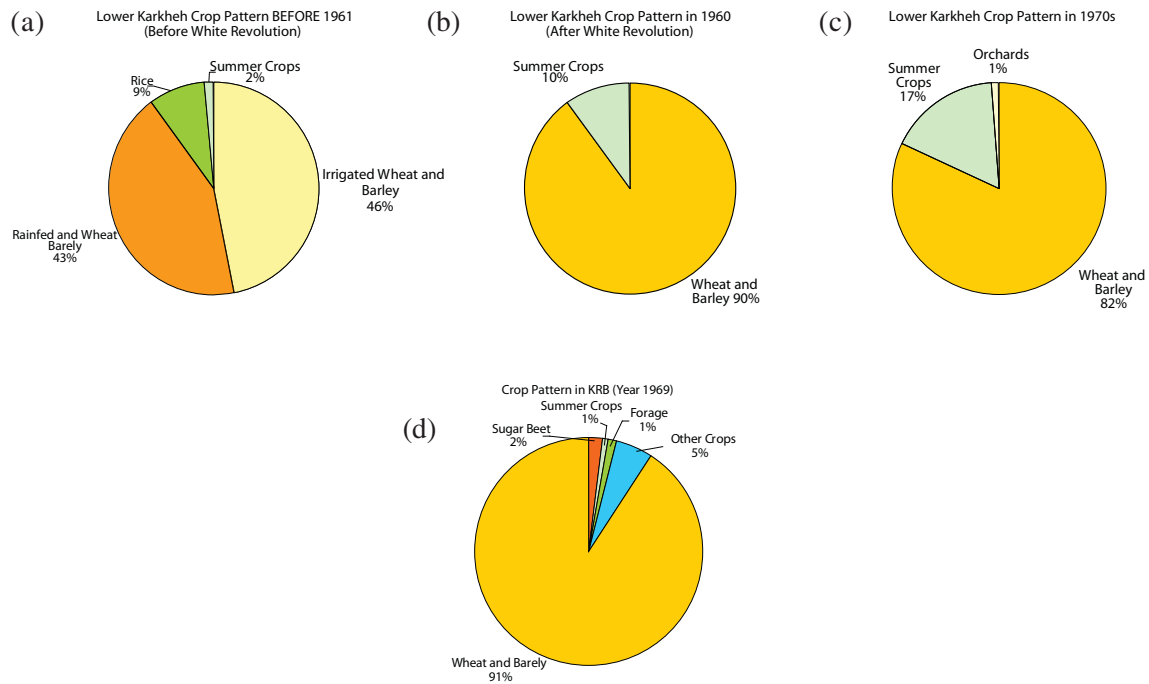 (a)
Lower Karkheh Crop Pattern BEFORE 1961
(Before White Revolution)
Summer Crops
2%
Rice
9%
Irrigated Wheat and
Barley
46%
Rainfed and Wheat
Barely
43%
(b)
Lower Karkheh Crop Pattern in 1960
(After White Revolution)
Summer Crops
10%
Wheat and
Barley 90%
(c)
Lower Karkheh Crop Pattern in 1970s
Orchards
1%
Summer
Crops
17%
Wheat and
Barley
82%
(d)
Crop Pattern in KRB (Year 1969)
Summer Crops
1%
Forage
1%
Sugar Beet
2%
Other Crops
5%
Wheat and Barely
91%